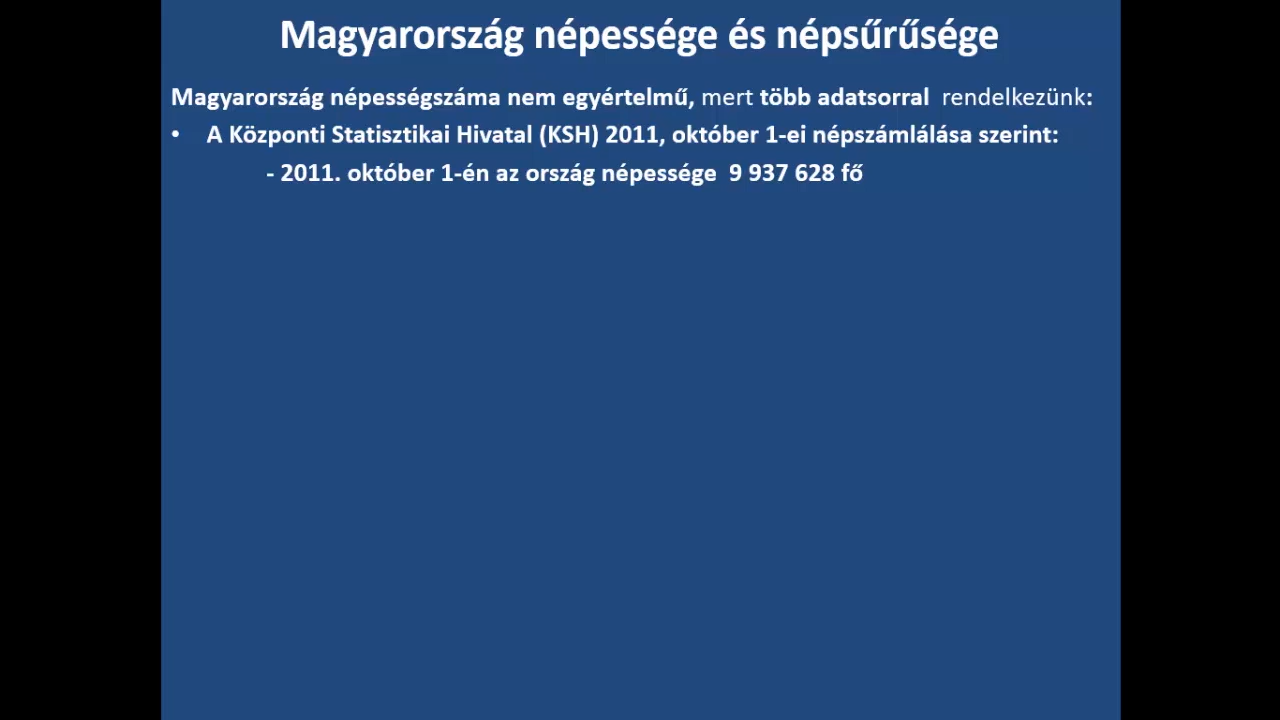 Magyarország népessége és népsűrűsége
Magyarország népességszáma nem egyértelmű, mert több adatsorral rendelkezünk:
• A Központi Statisztikai Hivatal (KSH) 2011, október 1-ei népszámlálása szerint:
- 2011. október 1-én az ország népessége 9 937 628 fő